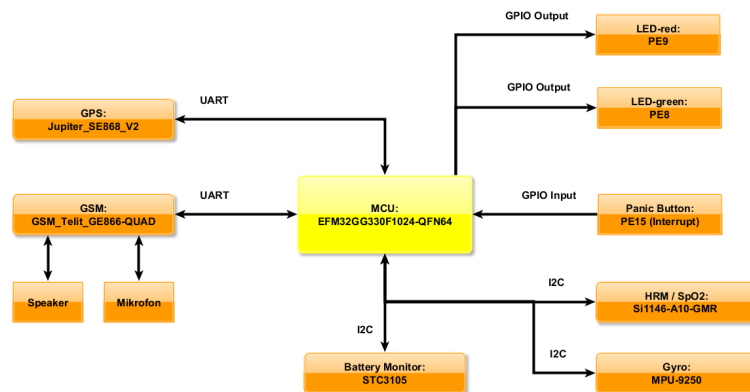 GPIO Output
LED-red:
PE9
GPIO Output
LED-green:
PE8
UART
GPS:
Jupiter_SE868_V2
MCU:
EFM32GG330F1024-QFN64
UART
GSM:
GSM_Telit_GE866-QUAD
GPIO Input
Panic Button:
PE15 (Interrupt)
Speaker
Mikrofon
I2C
HRM / SpO2:
Si1146-A10-GMR
I2C
Battery Monitor:
STC3105
I2C
Gyro:
MPU-9250